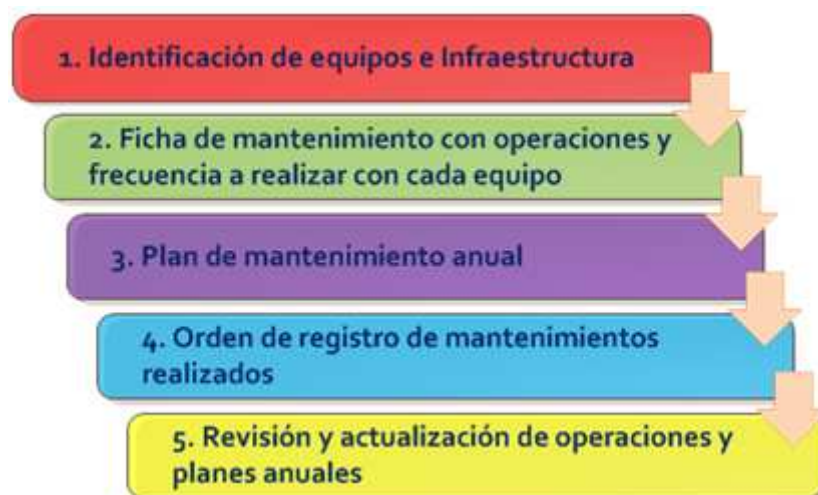 1. Identificación de equipos e Infraestructura
2. Ficha de mantenimiento con operaciones y
frecuencia a realizar con cada equipo
3. Plan de mantenimiento anual
4. Orden de registro de mantenimientos
realizados
5. Revisión y actualización de operaciones y
planes anuales